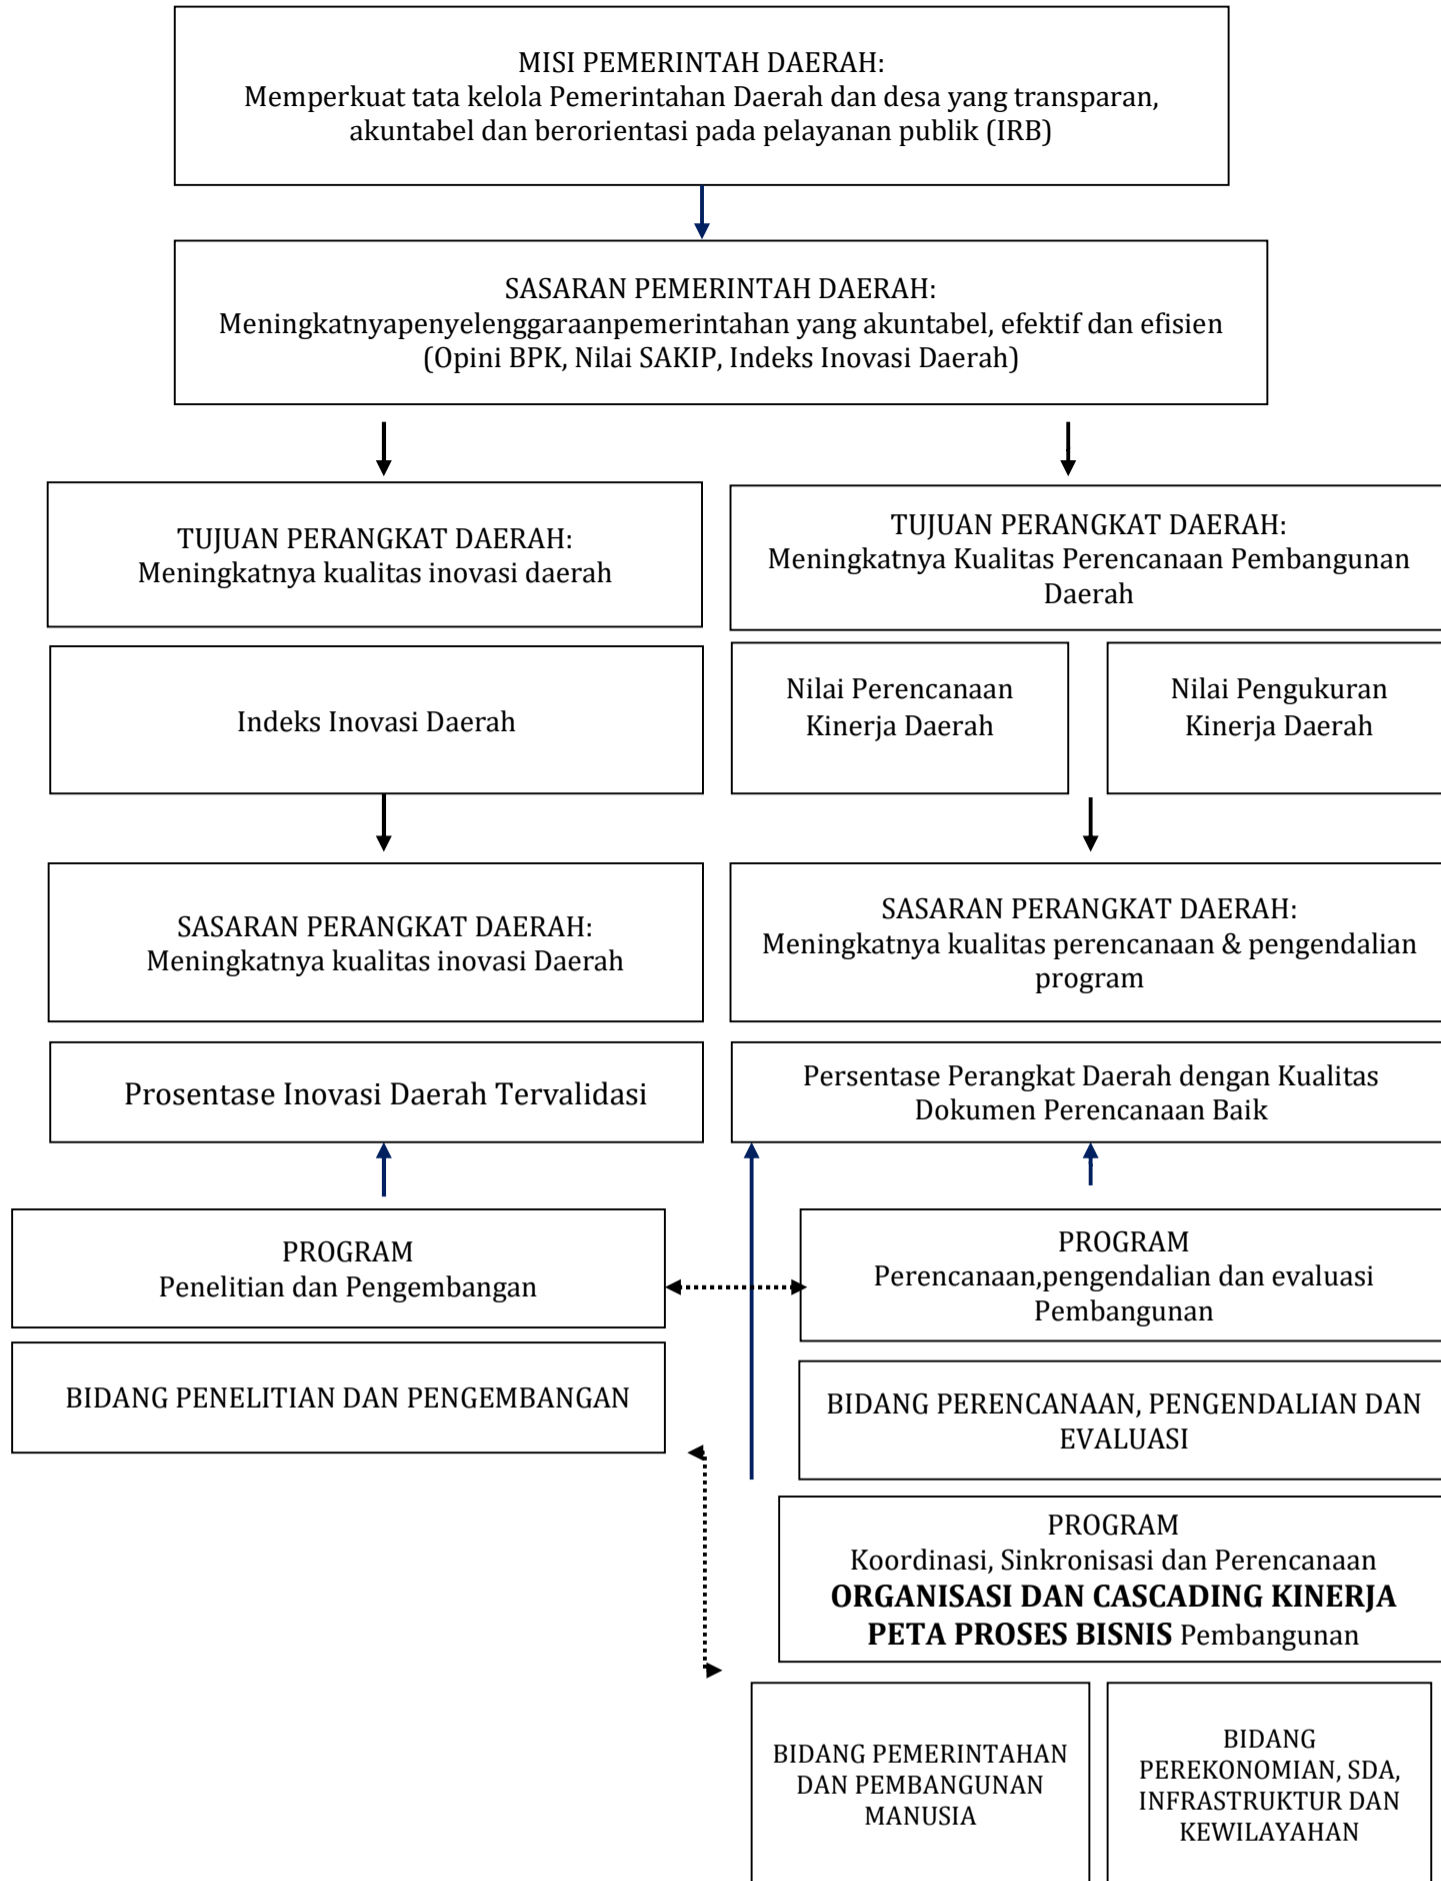 MISI PEMERINTAH DAERAH:
Memperkuat tata kelola Pemerintahan Daerah dan desa yang transparan,
akuntabel dan berorientasi pada pelayanan publik (IRB)
SASARAN PEMERINTAH DAERAH:
Meningkatnyapenyelenggaraanpemerintahan yang akuntabel, efektif dan efisien
(Opini BPK, Nilai SAKIP, Indeks Inovasi Daerah)
TUJUAN PERANGKAT DAERAH:
Meningkatnya kualitas inovasi daerah
TUJUAN PERANGKAT DAERAH:
Meningkatnya Kualitas Perencanaan Pembangunan
Daerah
Indeks Inovasi Daerah
Nilai Perencanaan
Kinerja Daerah
Nilai Pengukuran
Kinerja Daerah
SASARAN PERANGKAT DAERAH:
Meningkatnya kualitas inovasi Daerah
SASARAN PERANGKAT DAERAH:
Meningkatnya kualitas perencanaan & pengendalian
program
Prosentase Inovasi Daerah Tervalidasi
Persentase Perangkat Daerah dengan Kualitas
Dokumen Perencanaan Baik
PROGRAM
Penelitian dan Pengembangan
PROGRAM
Perencanaan,pengendalian dan evaluasi
Pembangunan
BIDANG PENELITIAN DAN PENGEMBANGAN
BIDANG PERENCANAAN, PENGENDALIAN DAN
EVALUASI
PROGRAM
Koordinasi, Sinkronisasi dan Perencanaan
ORGANISASI DAN CASCADING KINERJA
PETA PROSES BISNIS Pembangunan
BIDANG PEMERINTAHAN
DAN PEMBANGUNAN
MANUSIA
BIDANG
PEREKONOMIAN, SDA,
INFRASTRUKTUR DAN
KEWILAYAHAN